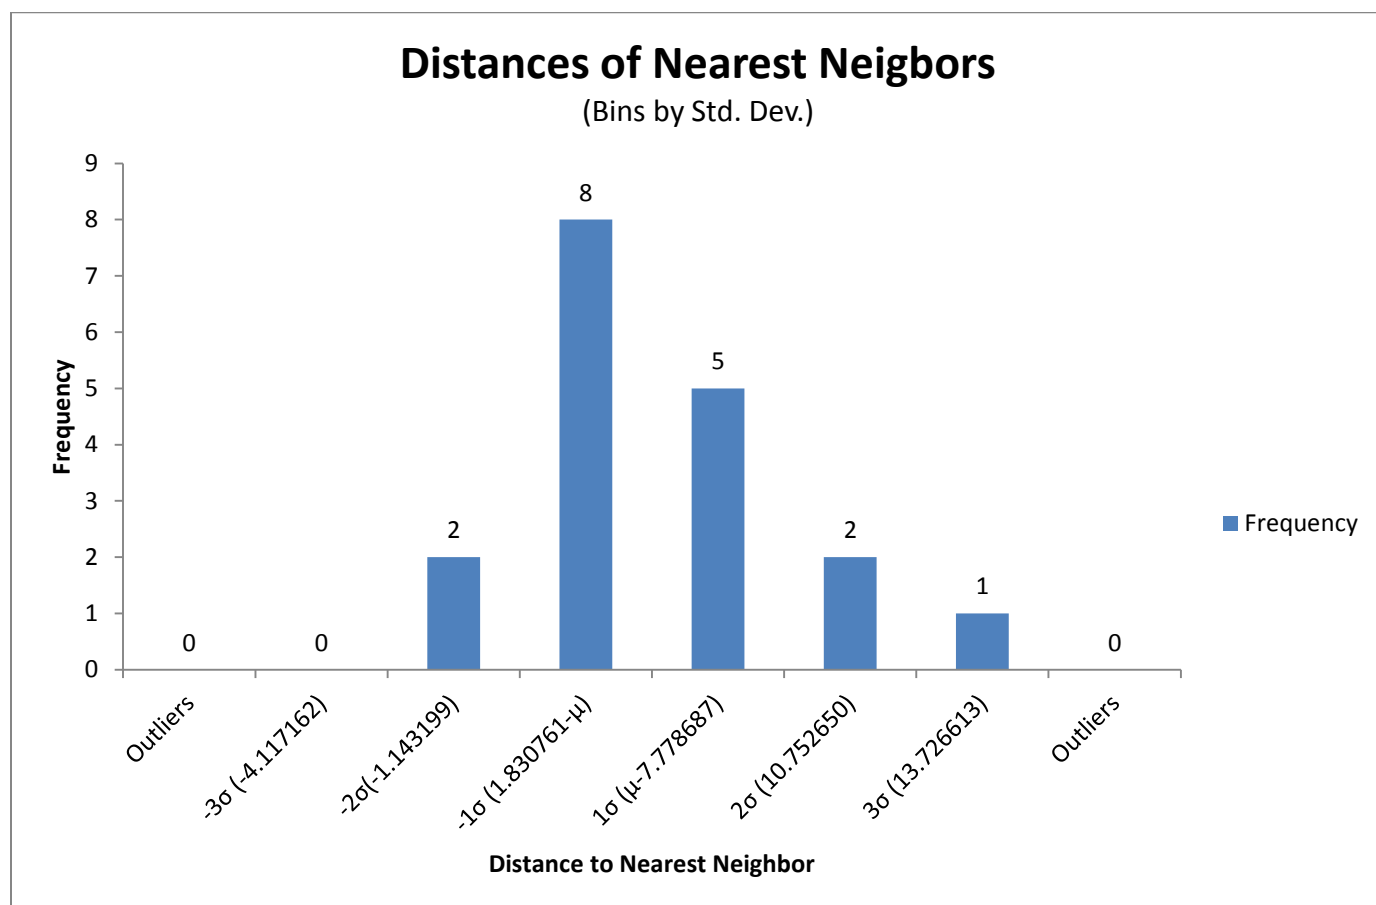 Distances of Nearest Neigbors
(Bins by Std. Dev.)
9
8
7
6
5
4
3
2
1
0
Frequency
0
0
2
8
5
2
1
0
Outliers
-3σ (-4.117162)
-2σ(-1.143199)
-1σ (1.830761-μ)
1σ (μ-7.778687)
2σ (10.752650)
3σ (13.726613)
Outliers
Distance to Nearest Neighbor
Frequency